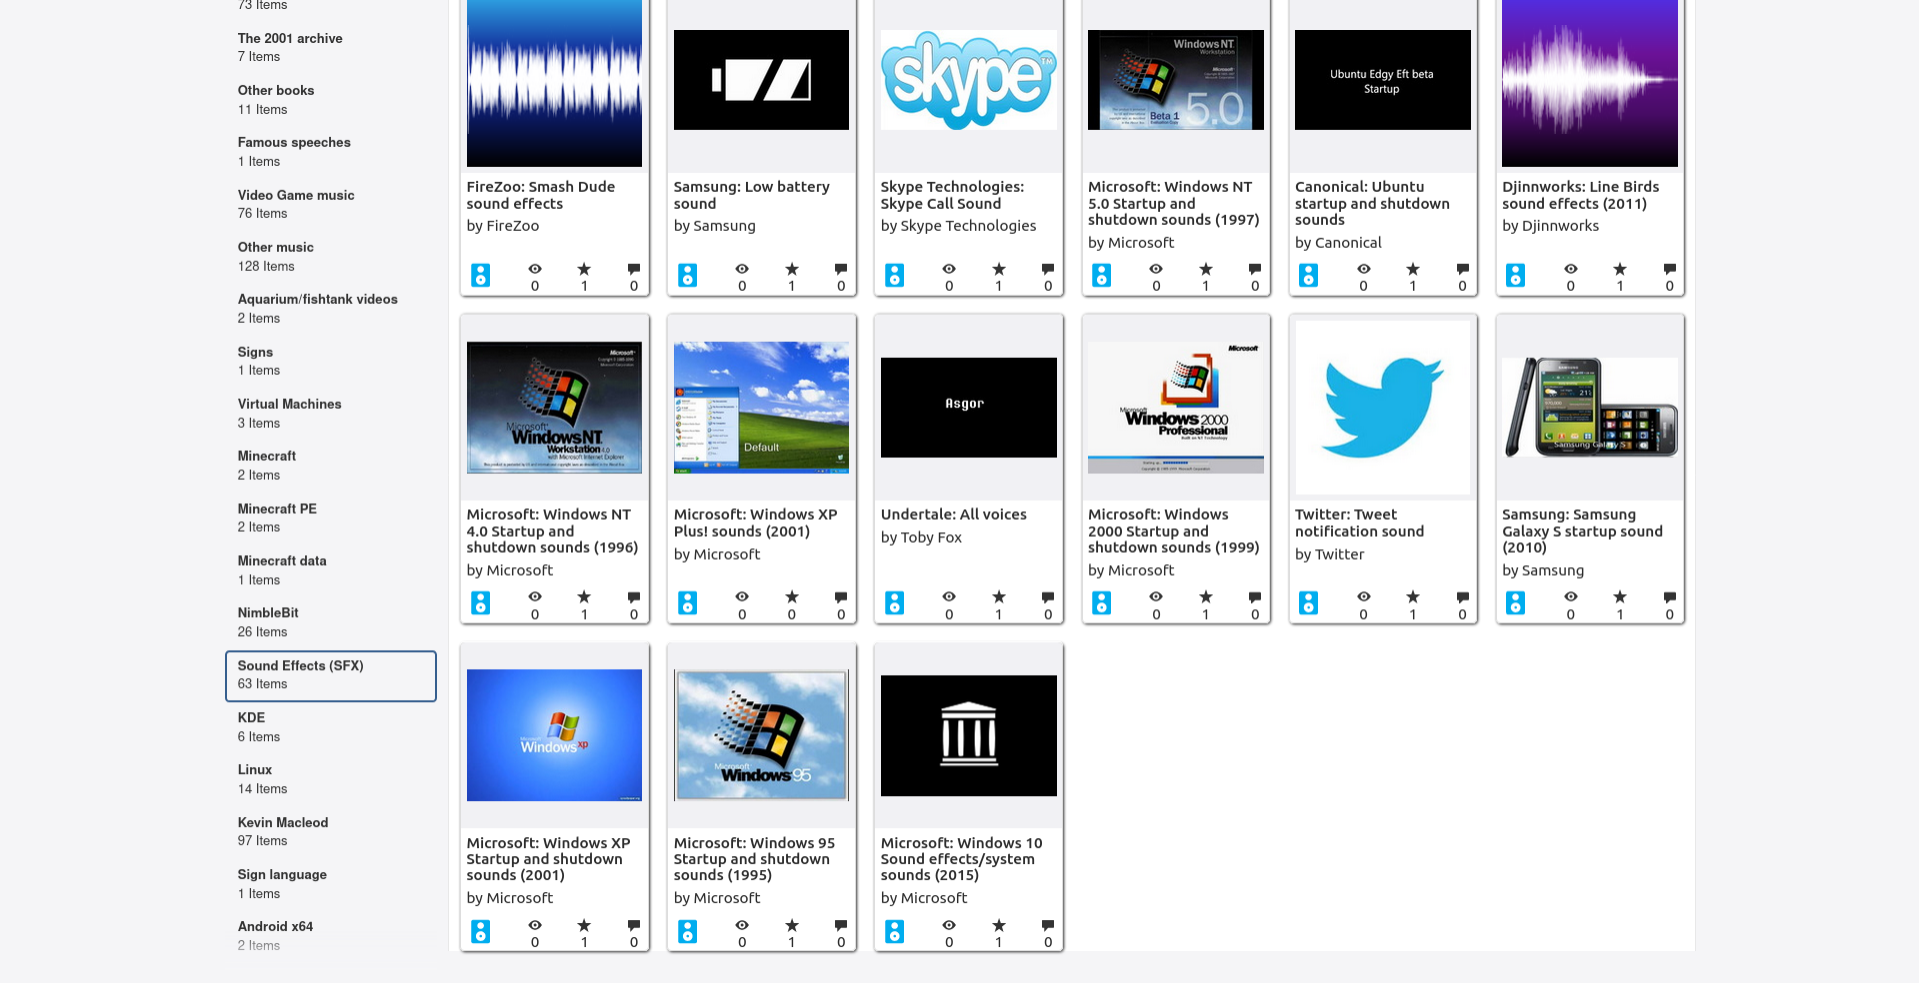 73 Items
The 2001 archive
7 Items
Other books
11 Items
Famous speeches
1 Items
Video Game music
76 Items
Other music
128 Items
Aquarium/fishtank videos
2 Items
Signs
1 Items
Virtual Machines
3 Items
Minecraft
2 Items
Minecraft PE
2 Items
Minecraft data
1 Items
NimbleBit
26 Items
Sound Effects (SFX)
63 Items
KDE
6 Items
Linux
14 Items
Kevin Macleod
97 Items
Sign language
1 Items
Android x64
2 Items
skype™
Windows NT
Workstation
5.0
Beta 1
Ubuntu Edgy Eft beta
Startup
FireZoo: Smash Dude
sound effects
by FireZoo
0 1 0
Samsung: Low battery
sound
by Samsung
0 1 0
Skype Technologies:
Skype Call Sound
by Skype Technologies
0 1 0
Microsoft: Windows NT
5.0 Startup and
shutdown sounds (1997)
by Microsoft
0 1 0
Canonical: Ubuntu
startup and shutdown
sounds
by Canonical
0 1 0
Djinnworks: Line Birds
sound effects (2011)
by Djinnworks
0 1 0
Microsoft
Microsoft
Windows NT
Workstation 4.0
with Microsoft Internet Explorer
Microsoft: Windows NT
4.0 Startup and
shutdown sounds (1996)
by Microsoft
0 1 0
Default
Microsoft: Windows XP
Plus! sounds (2001)
by Microsoft
0 0 0
Asgor
Undertale: All voices
by Toby Fox
0 1 0
Microsoft
Microsoft
Windows 2000
Professional
Built on NT Technology
Microsoft: Windows
2000 Startup and
shutdown sounds (1999)
by Microsoft
0 1 0
Twitter: Tweet
notification sound
by Twitter
0 1 0
Samsung Galaxy S
Samsung: Samsung
Galaxy S startup sound
(2010)
by Samsung
0 1 0
Microsoft
Windows xp
Microsoft: Windows XP
Startup and shutdown
sounds (2001)
by Microsoft
0 1 0
Microsoft
Windows 95
Microsoft: Windows 95
Startup and shutdown
sounds (1995)
by Microsoft
0 1 0
Microsoft: Windows 10
Sound effects/system
sounds (2015)
by Microsoft
0 1 0